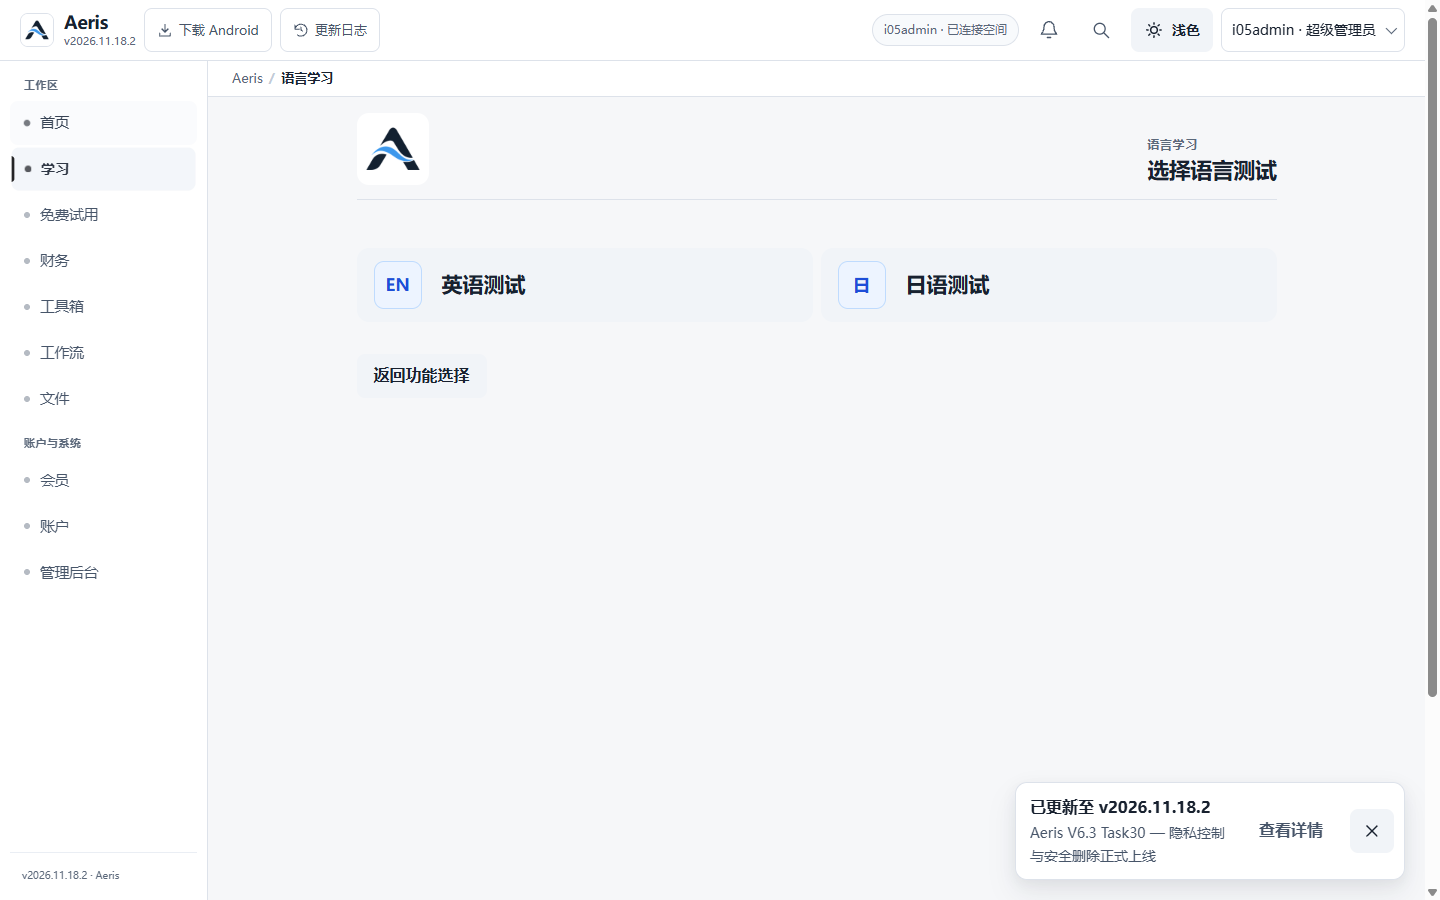 Aeris
v2026.11.18.2
下载 Android
更新日志
i05admin · 已连接空间
浅色
i05admin · 超级管理员
工作区
首页
学习
免费试用
财务
工具箱
工作流
文件
账户与系统
会员
账户
管理后台
v2026.11.18.2 · Aeris
Aeris / 语言学习
语言学习
选择语言测试
EN 英语测试
日 日语测试
返回功能选择
已更新至 v2026.11.18.2
Aeris V6.3 Task30 — 隐私控制
与安全删除正式上线
查看详情